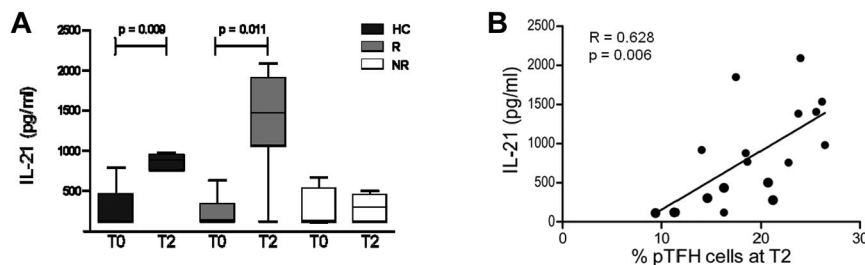 A
p = 0.009
p = 0.011
HC
R
NR
IL-21 (pg/ml)
2500
2000
1500
1000
500
T0
T2
T0
T2
T0
T2
B
R = 0.628
p = 0.006
IL-21 (pg/ml)
2500
2000
1500
1000
500
0
0
10
20
30
% pTFH cells at T2